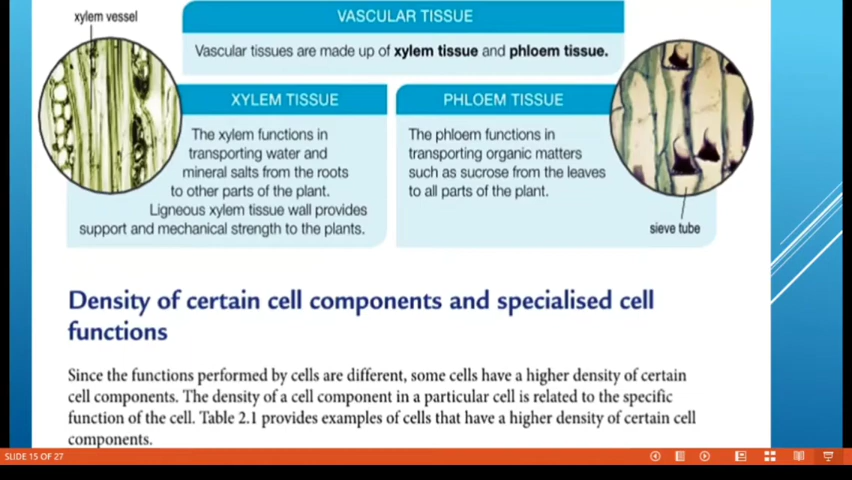 xylem vessel
VASCULAR TISSUE
Vascular tissues are made up of xylem tissue and phloem tissue.
XYLEM TISSUE
The xylem functions in
transporting water and
mineral salts from the roots
to other parts of the plant.
Ligneous xylem tissue wall provides
support and mechanical strength to the plants.
PHLOEM TISSUE
The phloem functions in
transporting organic matters
such as sucrose from the leaves
to all parts of the plant.
sieve tube
Density of certain cell components and specialised cell
functions
Since the functions performed by cells are different, some cells have a higher density of certain
cell components. The density of a cell component in a particular cell is related to the specific
function of the cell. Table 2.1 provides examples of cells that have a higher density of certain cell
components.
SLIDE 15 OF 27